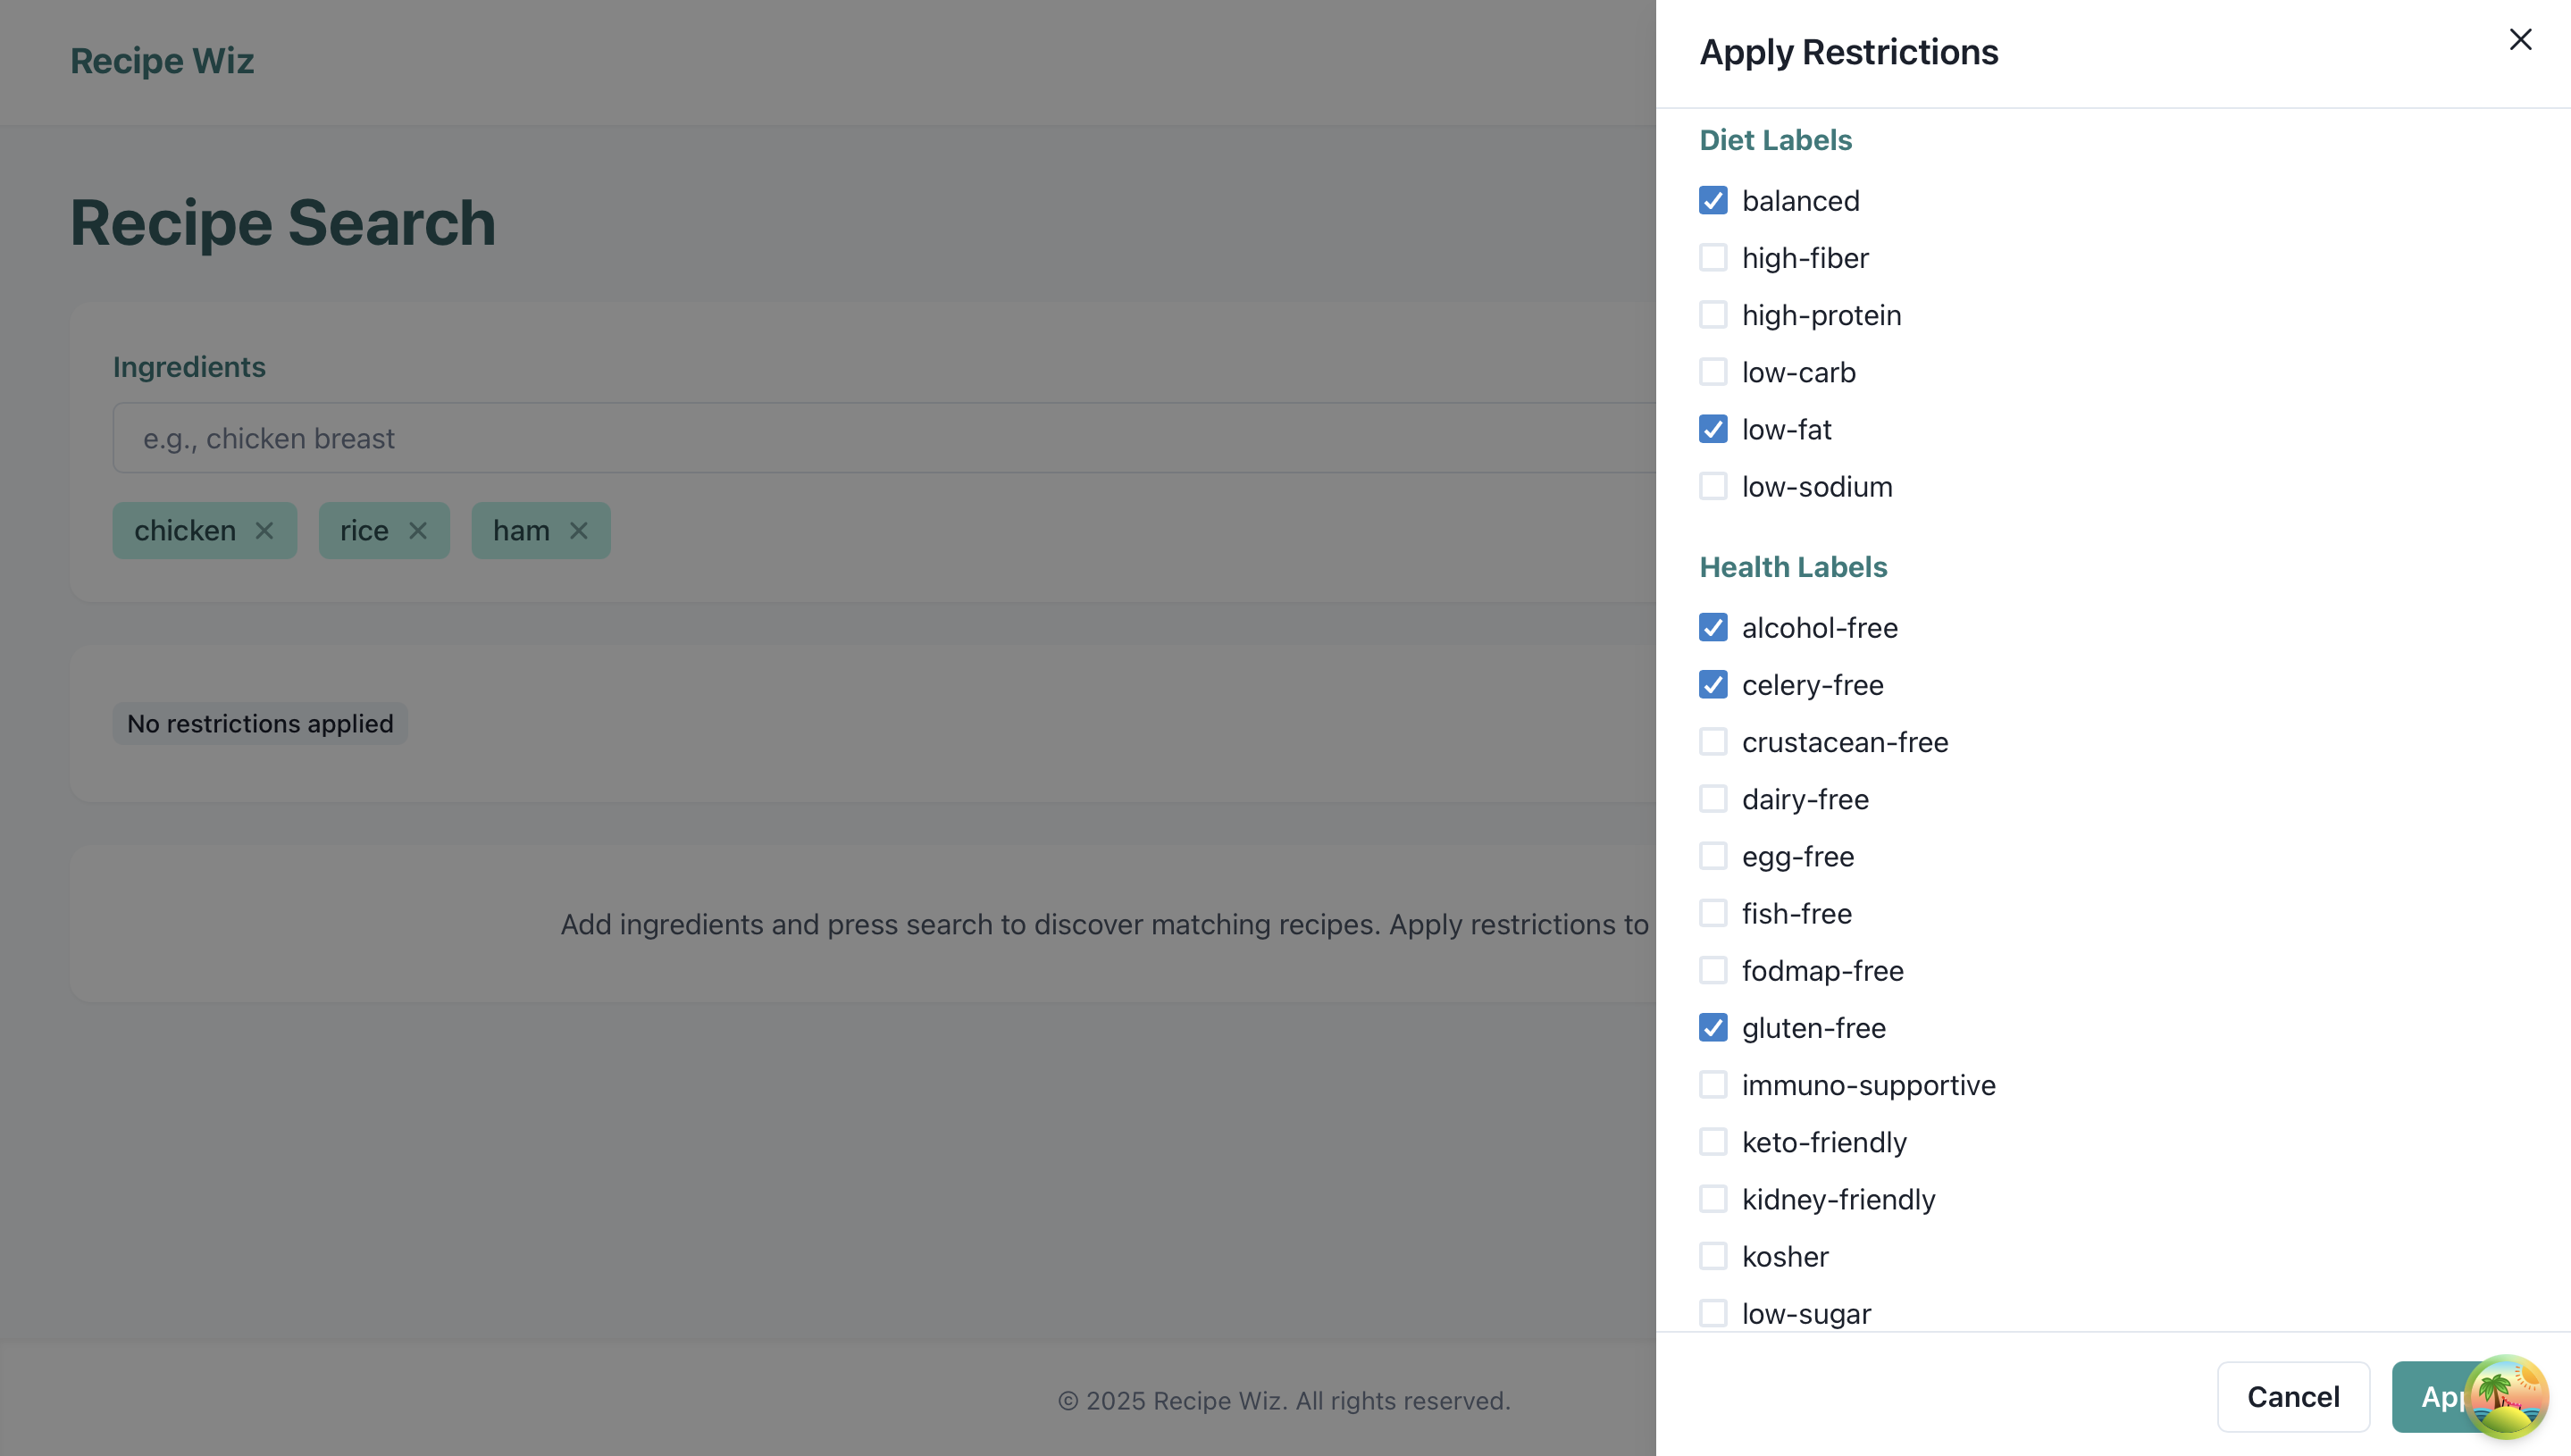 Recipe Wiz
Recipe Search
Ingredients
e.g., chicken breast
chicken
rice
ham
No restrictions applied
Add ingredients and press search to discover matching recipes. Apply restrictions to
© 2025 Recipe Wiz. All rights reserved.
Apply Restrictions
Diet Labels
balanced
high-fiber
high-protein
low-carb
low-fat
low-sodium
Health Labels
alcohol-free
celery-free
crustacean-free
dairy-free
egg-free
fish-free
fodmap-free
gluten-free
immuno-supportive
keto-friendly
kidney-friendly
kosher
low-sugar
Cancel